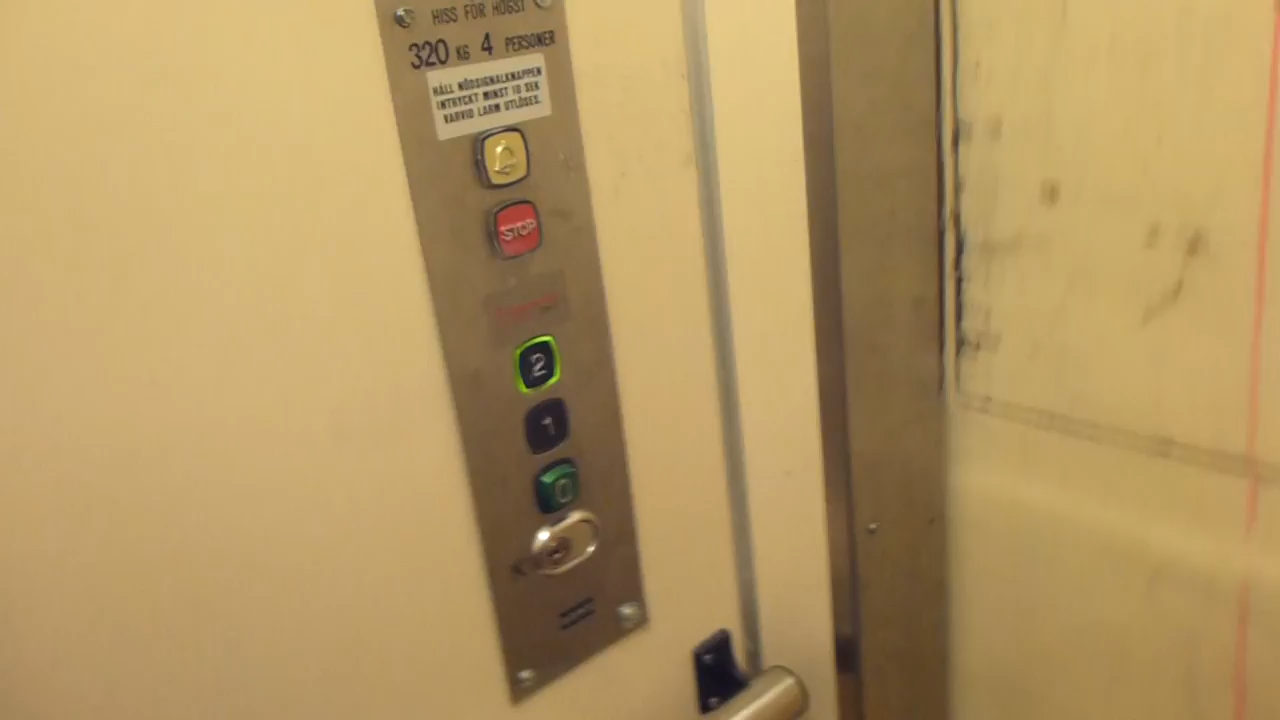 HISS FÖR HÖGST
320 KG 4 PERSONER
HÅLL NÖDSIGNALKNAPPEN
INTRYCKT MINST 10 SEK
VARVID LARM UTLÖSES.
STOP
2
1
0